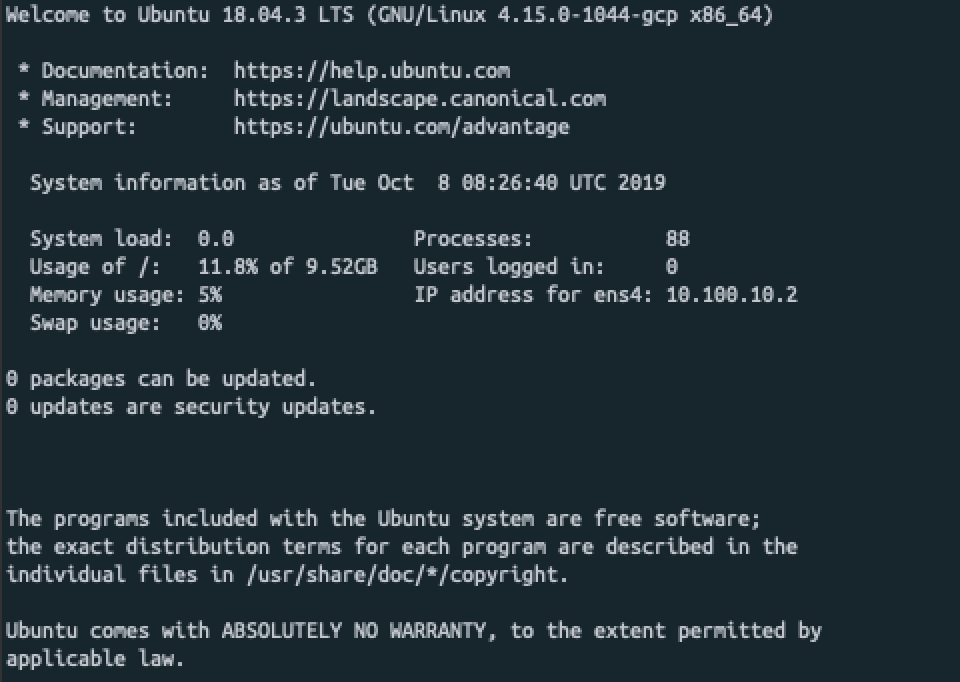 Welcome to Ubuntu 18.04.3 LTS (GNU/Linux 4.15.0-1044-gcp x86_64)
* Documentation:  https://help.ubuntu.com
* Management:     https://landscape.canonical.com
* Support:        https://ubuntu.com/advantage
System information as of Tue Oct  8 08:26:40 UTC 2019
System load:  0.0               Processes:           88
Usage of /:   11.8% of 9.52GB   Users logged in:     0
Memory usage: 5%                IP address for ens4: 10.100.10.2
Swap usage:   0%
0 packages can be updated.
0 updates are security updates.
The programs included with the Ubuntu system are free software;
the exact distribution terms for each program are described in the
individual files in /usr/share/doc/*/copyright.
Ubuntu comes with ABSOLUTELY NO WARRANTY, to the extent permitted by
applicable law.